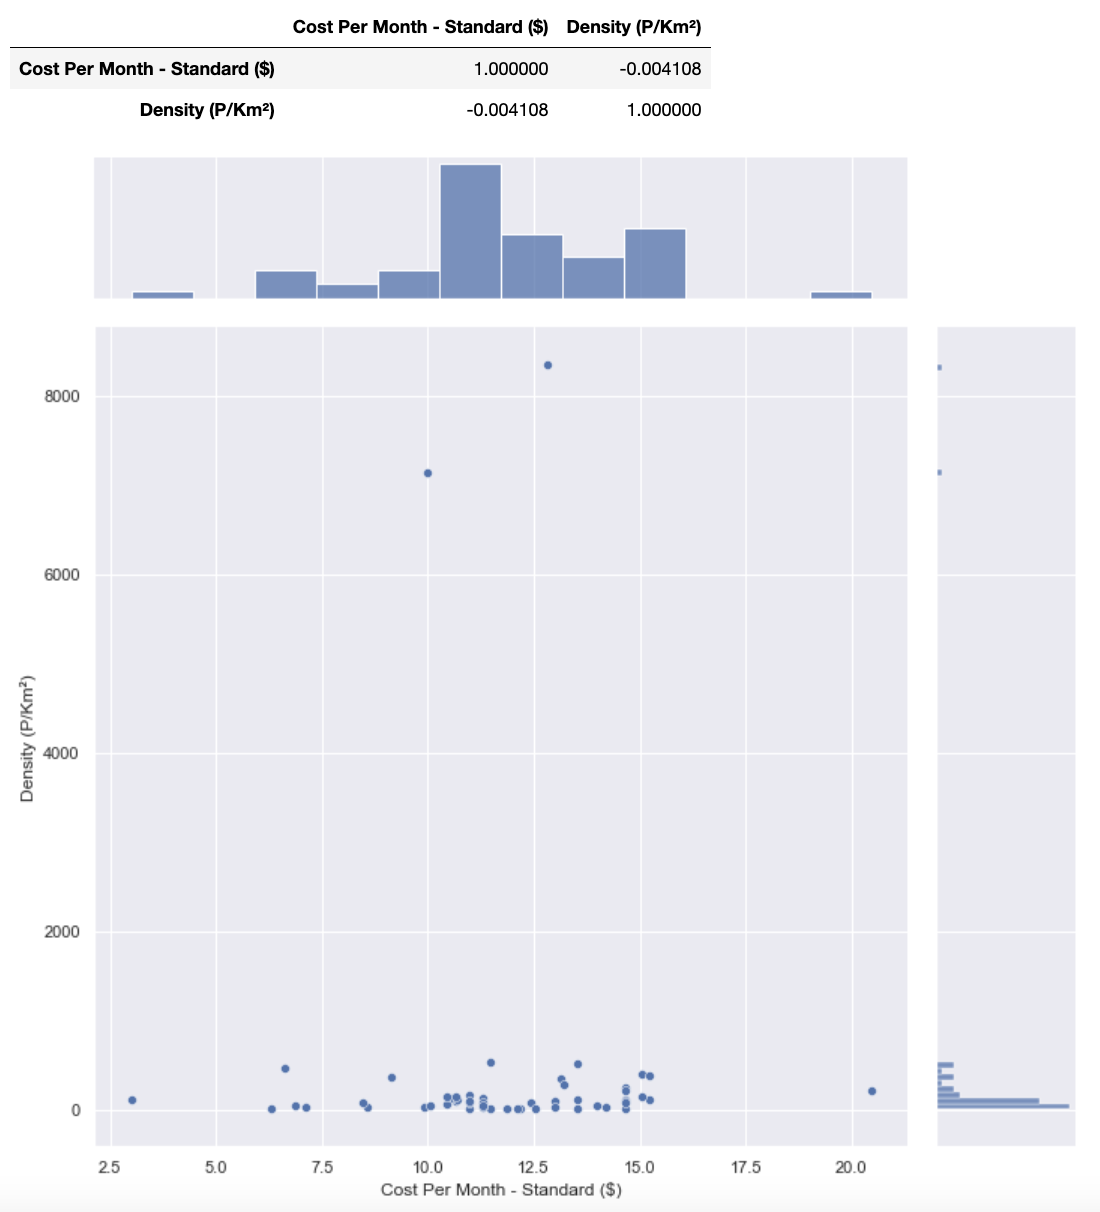 Cost Per Month - Standard ($) Density (P/Km²)
Cost Per Month - Standard ($) 1.000000 -0.004108
Density (P/Km²) -0.004108 1.000000
8000
6000
4000
2000
0
Density (P/Km²)
2.5 5.0 7.5 10.0 12.5 15.0 17.5 20.0
Cost Per Month - Standard ($)